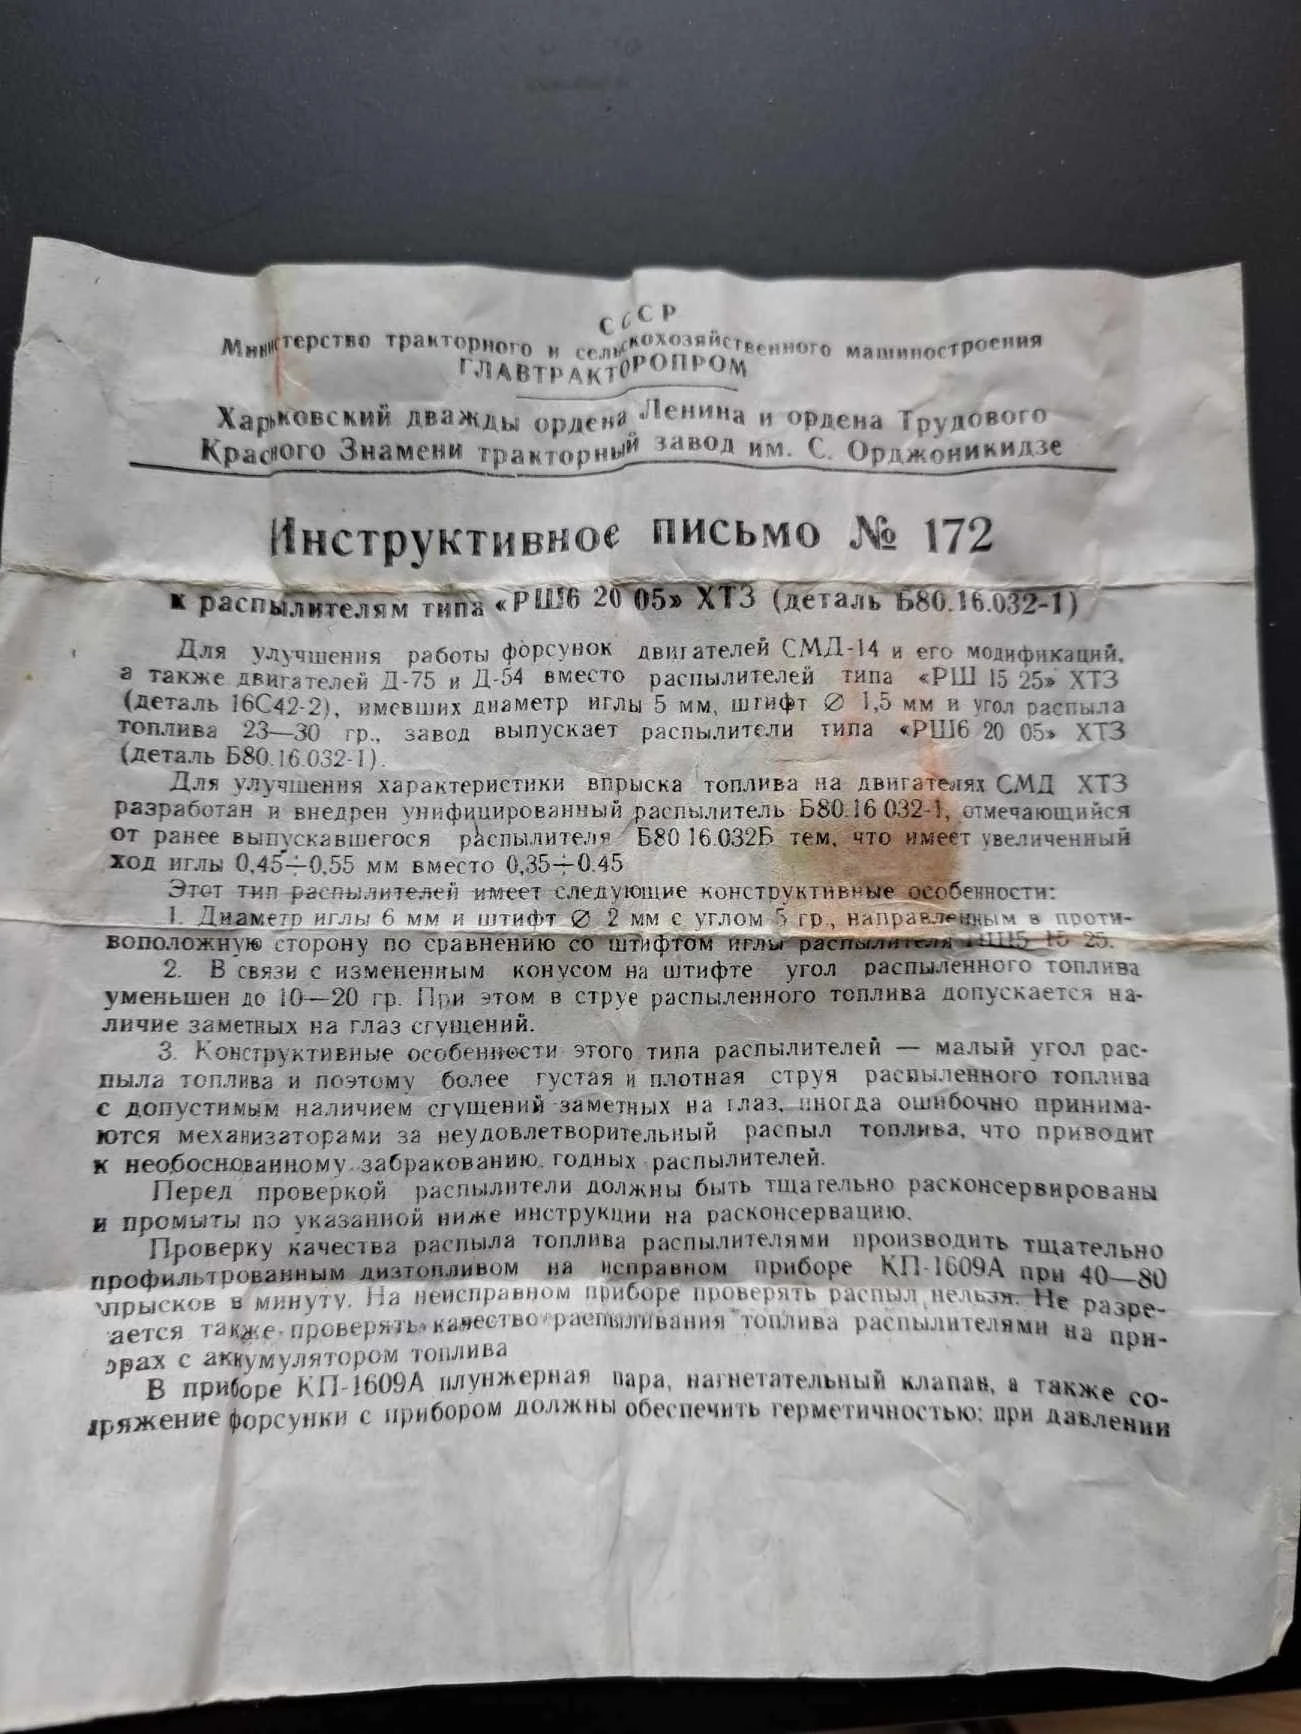 СССР
Министерство тракторного и сельскохозяйственного машиностроения
ГЛАВТРАКТОРОПРОМ
Харьковский дважды ордена Ленина и ордена Трудового
Красного Знамени тракторный завод им. С. Орджоникидзе
Инструктивное письмо № 172
к распылителям типа «РШ6 20 05» ХТЗ (деталь Б80.16.032-1)
Для улучшения работы форсунок двигателей СМД-14 и его модификаций,
а также двигателей Д-75 и Д-54 вместо распылителей типа «РШ 15 25» ХТЗ
(деталь 16С42-2), имевших диаметр иглы 5 мм, штифт ∅ 1,5 мм и угол распыла
топлива 23—30 гр., завод выпускает распылители типа «РШ6 20 05» ХТЗ
(деталь Б80.16.032-1).
Для улучшения характеристики впрыска топлива на двигателях СМД ХТЗ
разработан и внедрен унифицированный распылитель Б80.16 032-1, отмечающийся
от ранее выпускавшегося распылителя Б80 16.032Б тем, что имеет увеличенный
ход иглы 0,45÷0,55 мм вместо 0,35÷0.45
Этот тип распылителей имеет следующие конструктивные особенности:
1. Диаметр иглы 6 мм и штифт ∅ 2 мм с углом 5 гр., направленным в проти-
воположную сторону по сравнению со штифтом иглы распылителя РШ5 15 25.
2. В связи с измененным конусом на штифте угол распыленного топлива
уменьшен до 10—20 гр. При этом в струе распыленного топлива допускается на-
личие заметных на глаз сгущений.
3. Конструктивные особенности этого типа распылителей — малый угол рас-
пыла топлива и поэтому более густая и плотная струя распыленного топлива
с допустимым наличием сгущений заметных на глаз, иногда ошибочно принима-
ются механизаторами за неудовлетворительный распыл топлива, что приводит
к необоснованному забракованию годных распылителей.
Перед проверкой распылители должны быть тщательно расконсервированы
и промыты по указанной ниже инструкции на расконсервацию.
Проверку качества распыла топлива распылителями производить тщательно
профильтрованным дизтопливом на исправном приборе КП-1609А при 40—80
впрысков в минуту. На неисправном приборе проверять распыл нельзя. Не разре-
ается также проверять качество распыливания топлива распылителями на при-
орах с аккумулятором топлива
В приборе КП-1609А плунжерная пара, нагнетательный клапан, а также со-
пряжение форсунки с прибором должны обеспечить герметичностью: при давлении